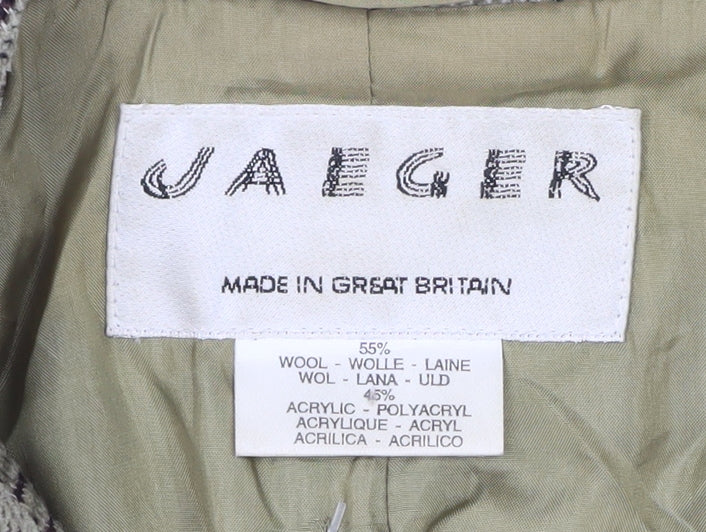 JAEGER
MADE IN GREAT BRITAIN
55%
WOOL - WOLLE - LAINE
WOL - LANA - ULD
45%
ACRYLIC - POLYACRYL
ACRYLIQUE - ACRYL
ACRILICA - ACRILICO